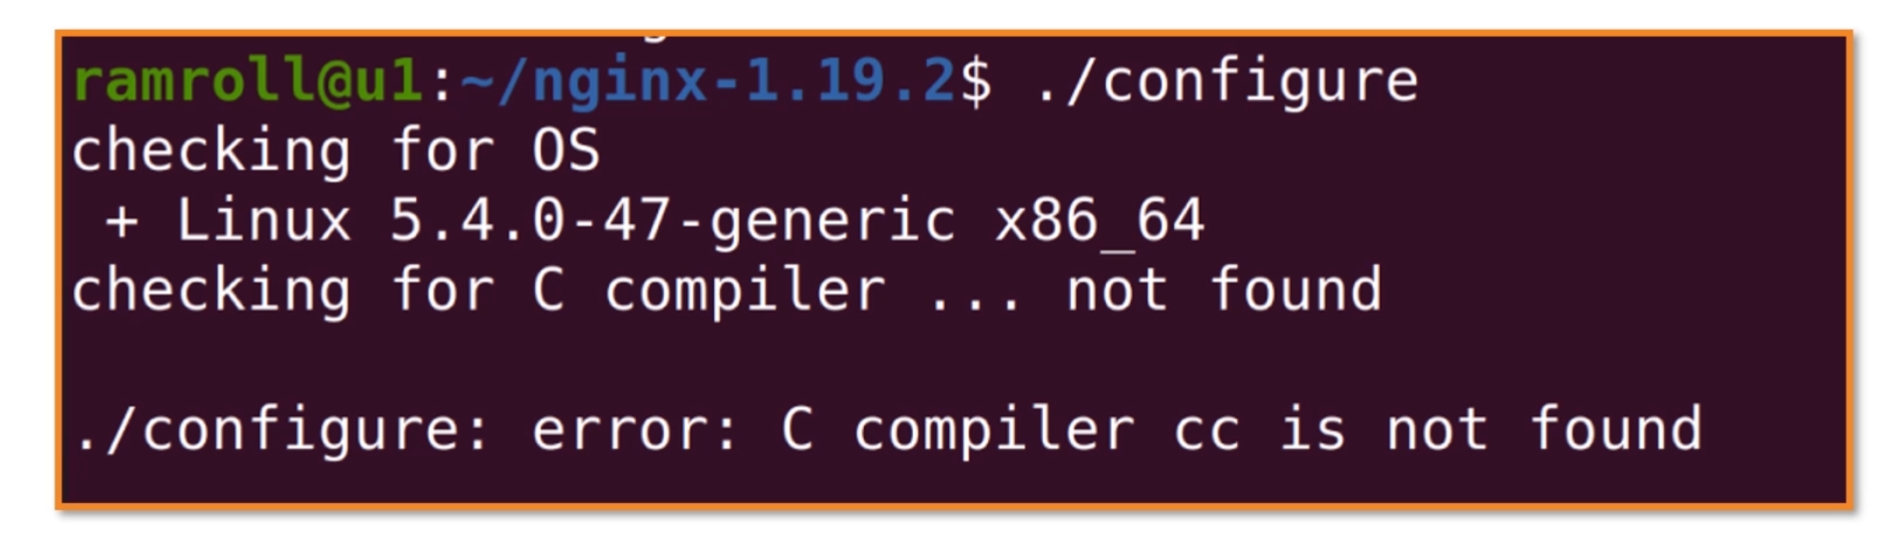 ramroll@u1:~/nginx-1.19.2$ ./configure
checking for OS
 + Linux 5.4.0-47-generic x86_64
checking for C compiler ... not found

./configure: error: C compiler cc is not found